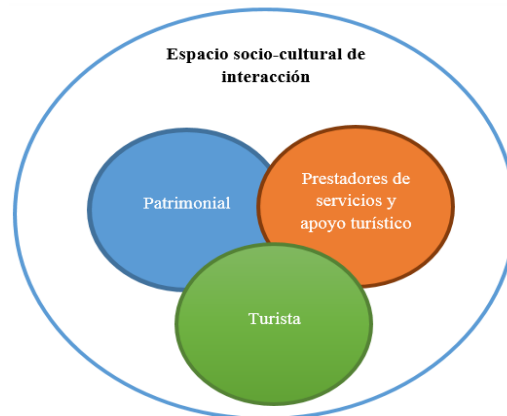 Espacio socio-cultural de
interacción
Patrimonial
Prestadores de
servicios y
apoyo turístico
Turista